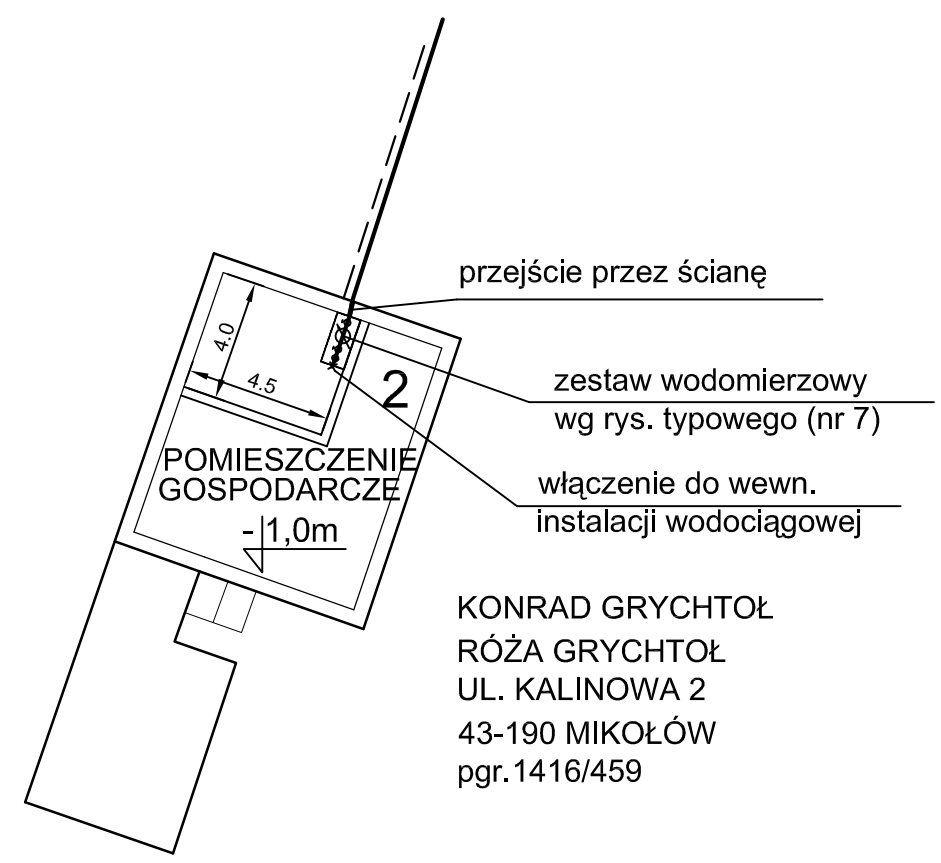 przejście przez ścianę
4.0
4.5
2
zestaw wodomierzowy
wg rys. typowego (nr 7)
POMIESZCZENIE
GOSPODARCZE
włączenie do wewn.
instalacji wodociągowej
- 1,0m
KONRAD GRYCHTOŁ
RÓŻA GRYCHTOŁ
UL. KALINOWA 2
43-190 MIKOŁÓW
pgr.1416/459